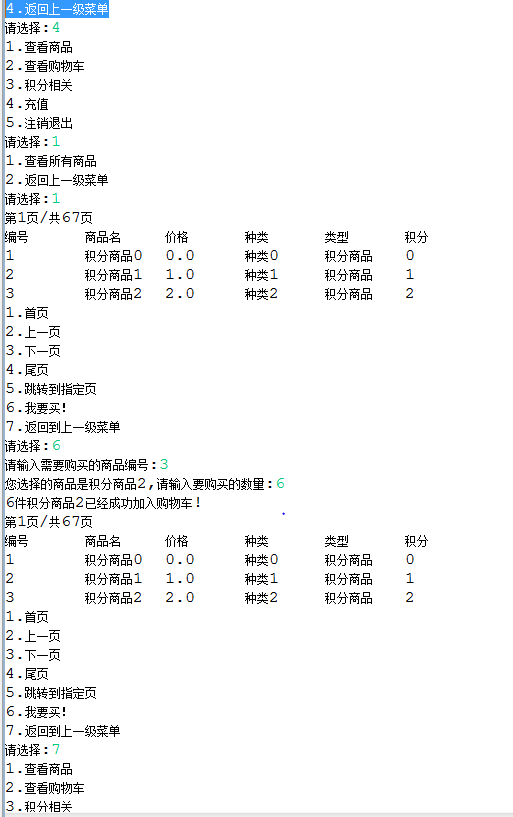 4.返回上一级菜单
请选择:4
1.查看商品
2.查看购物车
3.积分相关
4.充值
5.注销退出
请选择:1
1.查看所有商品
2.返回上一级菜单
请选择:1
第1页/共67页
编号 商品名 价格 种类 类型 积分
1 积分商品0 0.0 种类0 积分商品 0
2 积分商品1 1.0 种类1 积分商品 1
3 积分商品2 2.0 种类2 积分商品 2
1.首页
2.上一页
3.下一页
4.尾页
5.跳转到指定页
6.我要买!
7.返回到上一级菜单
请选择:6
请输入需要购买的商品编号:3
您选择的商品是积分商品2,请输入要购买的数量:6
6件积分商品2已经成功加入购物车!
第1页/共67页
编号 商品名 价格 种类 类型 积分
1 积分商品0 0.0 种类0 积分商品 0
2 积分商品1 1.0 种类1 积分商品 1
3 积分商品2 2.0 种类2 积分商品 2
1.首页
2.上一页
3.下一页
4.尾页
5.跳转到指定页
6.我要买!
7.返回到上一级菜单
请选择:7
1.查看商品
2.查看购物车
3.积分相关